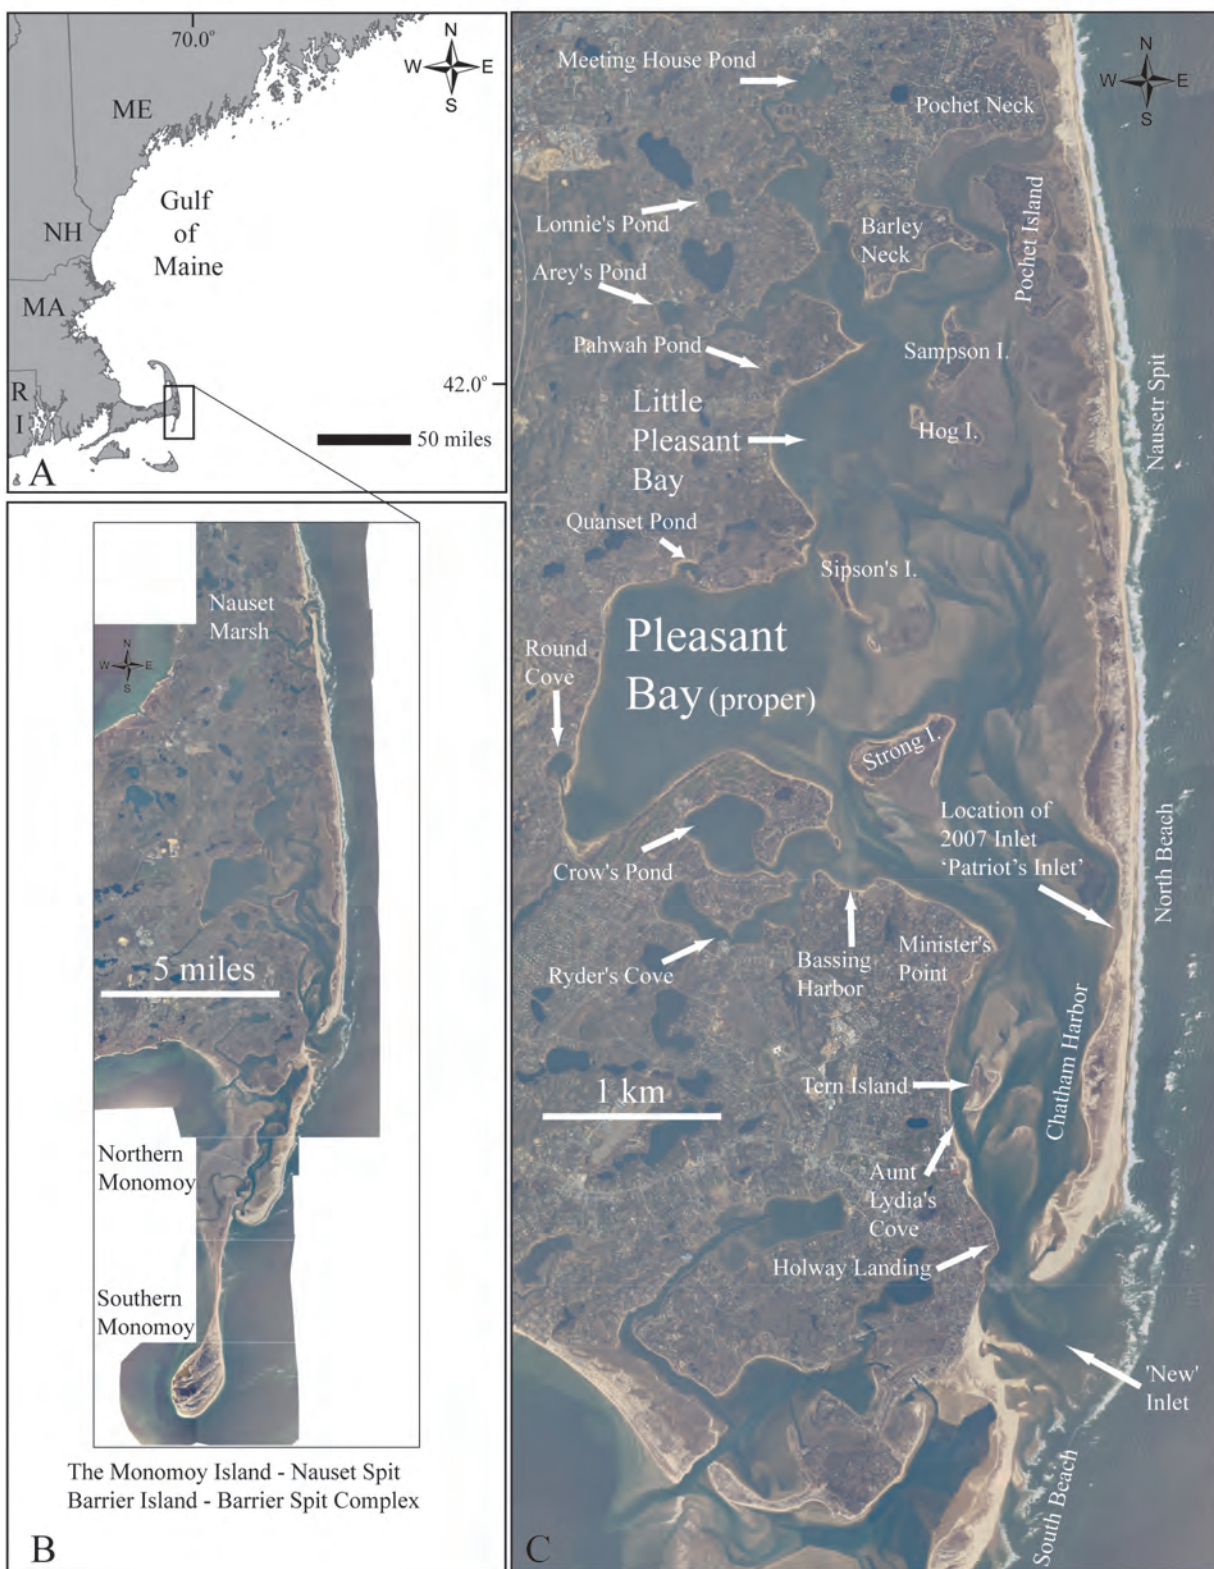 70.0°
N
W E
S
ME
Gulf
of
Maine
NH
MA
R
I
42.0°
50 miles
A
Nauset
Marsh
N
W E
S
5 miles
Northern
Monomoy
Southern
Monomoy
The Monomoy Island - Nauset Spit
Barrier Island - Barrier Spit Complex
B
N
W E
S
Meeting House Pond
Pochet Neck
Lonnie's Pond
Barley
Neck
Pochet Island
Arey's Pond
Pahwah Pond
Sampson I.
Little
Pleasant
Bay
Hog I.
Nausetr Spit
Quanset Pond
Sipson's I.
Round
Cove
Pleasant
Bay (proper)
Strong I.
Location of
2007 Inlet
'Patriot's Inlet'
North Beach
Crow's Pond
Ryder's Cove
Bassing
Harbor
Minister's
Point
Chatham Harbor
Tern Island
1 km
Aunt
Lydia's
Cove
Holway Landing
'New'
Inlet
South Beach
C